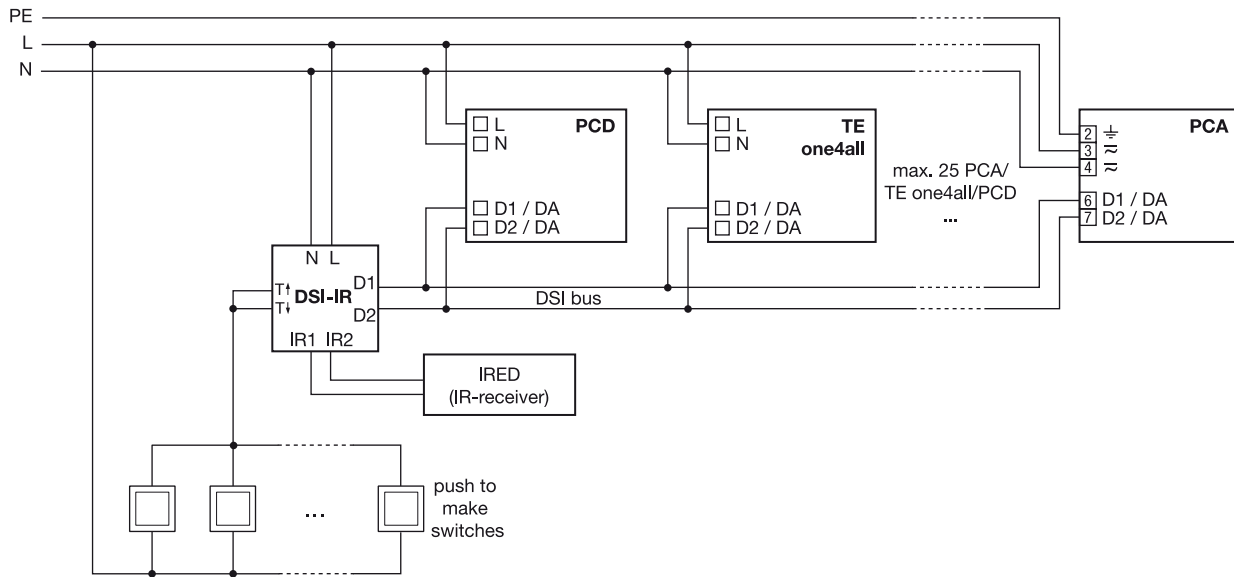 PE
L
N
L
N
D1 / DA
D2 / DA
PCD
L
N
D1 / DA
D2 / DA
TE
one4all
max. 25 PCA/
TE one4all/PCD
...
2
3
4
6
7
D1 / DA
D2 / DA
PCA
N L
T
T
DSI-IR
D1
D2
IR1 IR2
DSI bus
IRED
(IR-receiver)
...
push to
make
switches